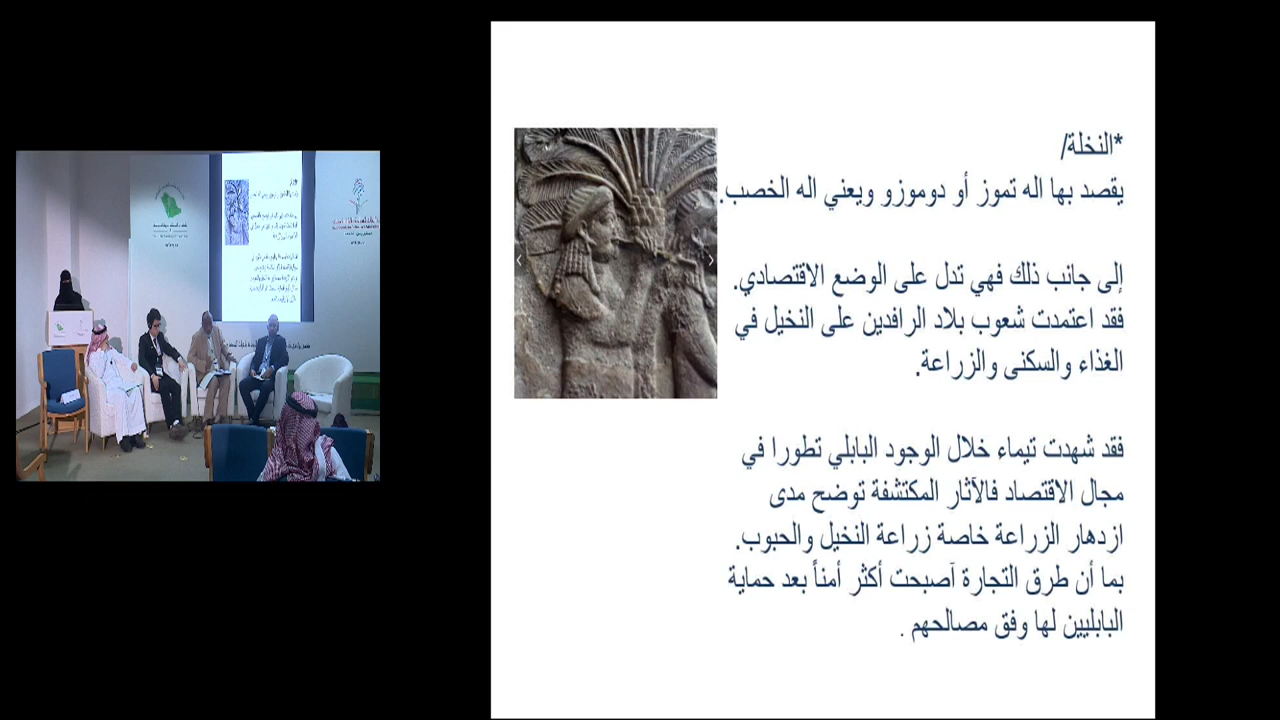 *النخلة/
يقصد بها اله تموز أو دوموزو ويعني اله الخصب.
إلى جانب ذلك فهي تدل على الوضع الاقتصادي.
فقد اعتمدت شعوب بلاد الرافدين على النخيل في
الغذاء والسكنى والزراعة.
فقد شهدت تيماء خلال الوجود البابلي تطورا في
مجال الاقتصاد فالآثار المكتشفة توضح مدى
ازدهار الزراعة خاصة زراعة النخيل والحبوب.
بما أن طرق التجارة آصبحت أكثر أمناً بعد حماية
البابليين لها وفق مصالحهم .